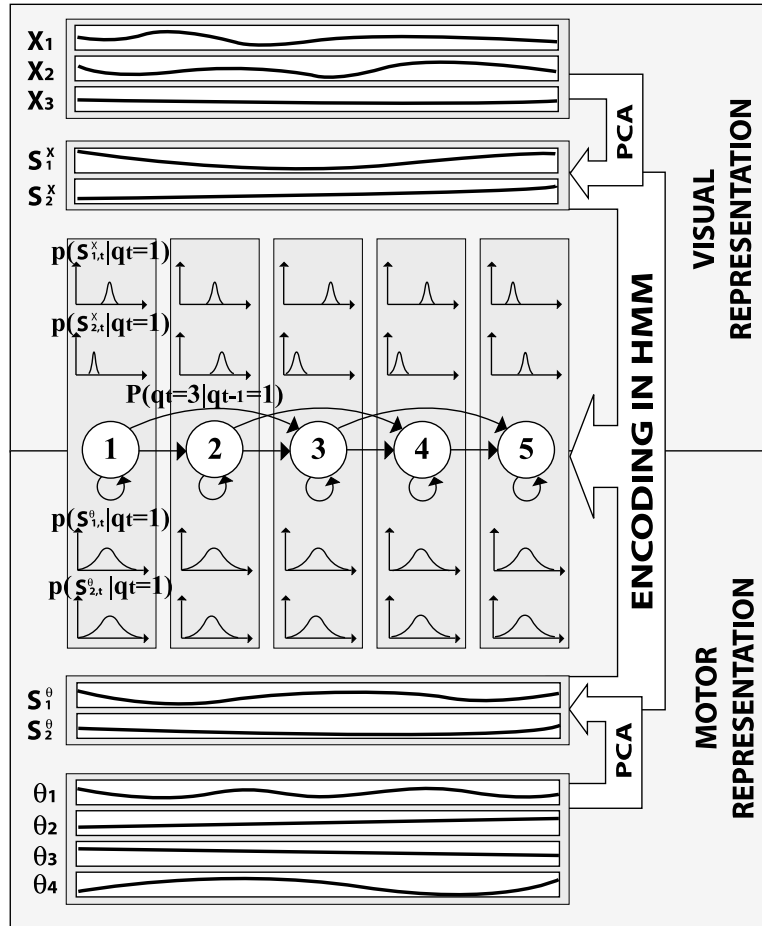 X1
X2
X3
PCA
S₁ˣ
S₂ˣ
VISUAL
REPRESENTATION
p(S₁,ₜˣ|qt=1)
p(S₂,ₜˣ|qt=1)
P(qt=3|qt-1=1)
1 2 3 4 5
ENCODING IN HMM
p(S₁,ₜᶿ|qt=1)
p(S₂,ₜᶿ|qt=1)
MOTOR
REPRESENTATION
S₁ᶿ
S₂ᶿ
PCA
θ1
θ2
θ3
θ4